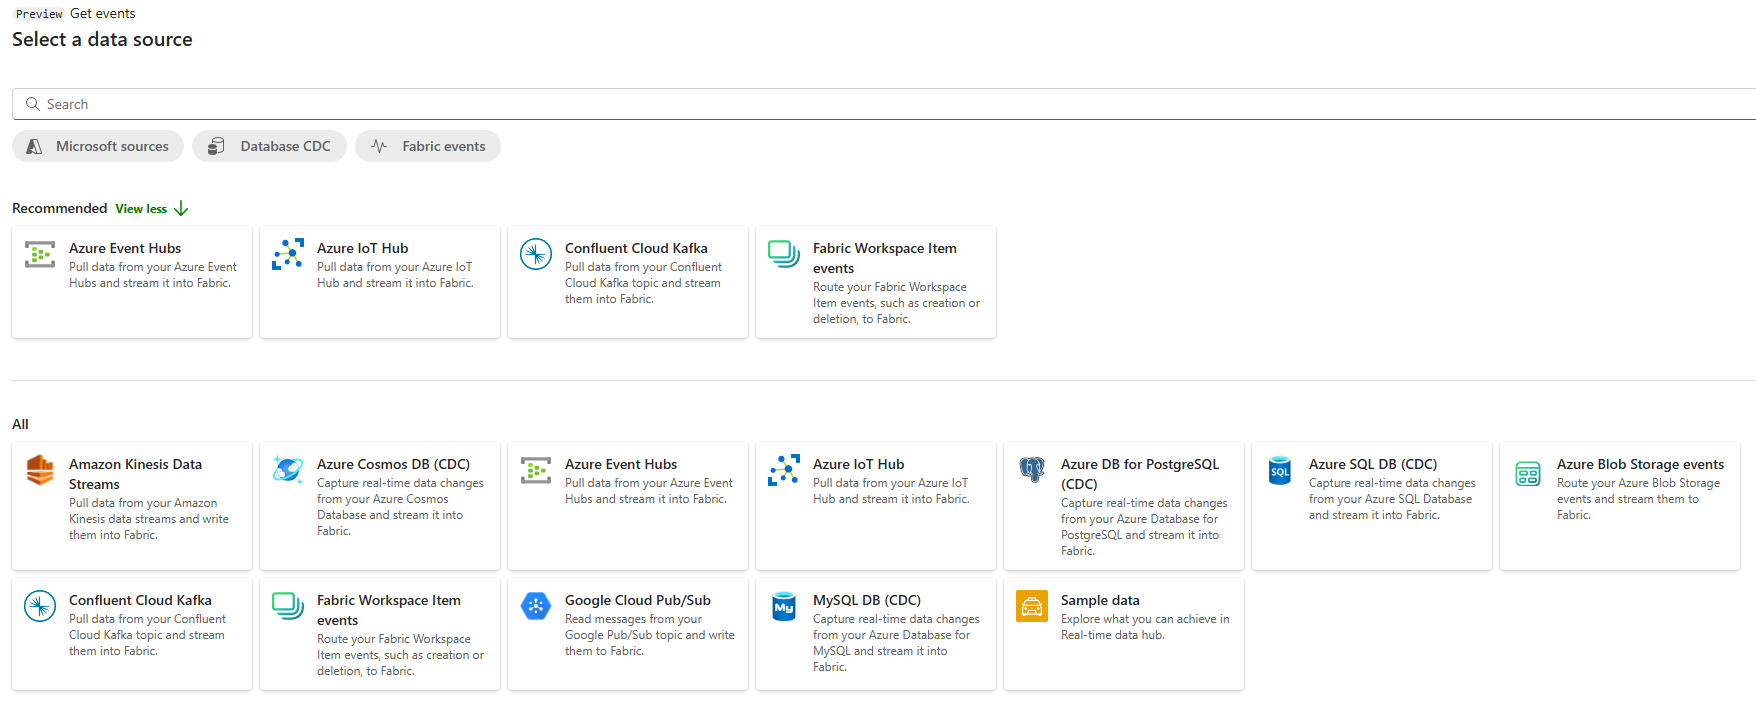 Preview Get events
Select a data source
Search
Microsoft sources
Database CDC
Fabric events
Recommended View less
Azure Event Hubs
Pull data from your Azure Event
Hubs and stream it into Fabric.
Azure IoT Hub
Pull data from your Azure IoT
Hub and stream it into Fabric.
Confluent Cloud Kafka
Pull data from your Confluent
Cloud Kafka topic and stream
them into Fabric.
Fabric Workspace Item
events
Route your Fabric Workspace
Item events, such as creation or
deletion, to Fabric.
All
Amazon Kinesis Data
Streams
Pull data from your Amazon
Kinesis data streams and write
them into Fabric.
Azure Cosmos DB (CDC)
Capture real-time data changes
from your Azure Cosmos
Database and stream it into
Fabric.
Azure Event Hubs
Pull data from your Azure Event
Hubs and stream it into Fabric.
Azure IoT Hub
Pull data from your Azure IoT
Hub and stream it into Fabric.
Azure DB for PostgreSQL
(CDC)
Capture real-time data changes
from your Azure Database for
PostgreSQL and stream it into
Fabric.
SQL
Azure SQL DB (CDC)
Capture real-time data changes
from your Azure SQL Database
and stream it into Fabric.
Azure Blob Storage events
Route your Azure Blob Storage
events and stream them to
Fabric.
Confluent Cloud Kafka
Pull data from your Confluent
Cloud Kafka topic and stream
them into Fabric.
Fabric Workspace Item
events
Route your Fabric Workspace
Item events, such as creation or
deletion, to Fabric.
Google Cloud Pub/Sub
Read messages from your
Google Pub/Sub topic and write
them to Fabric.
My
MySQL DB (CDC)
Capture real-time data changes
from your Azure Database for
MySQL and stream it into
Fabric.
Sample data
Explore what you can achieve in
Real-time data hub.